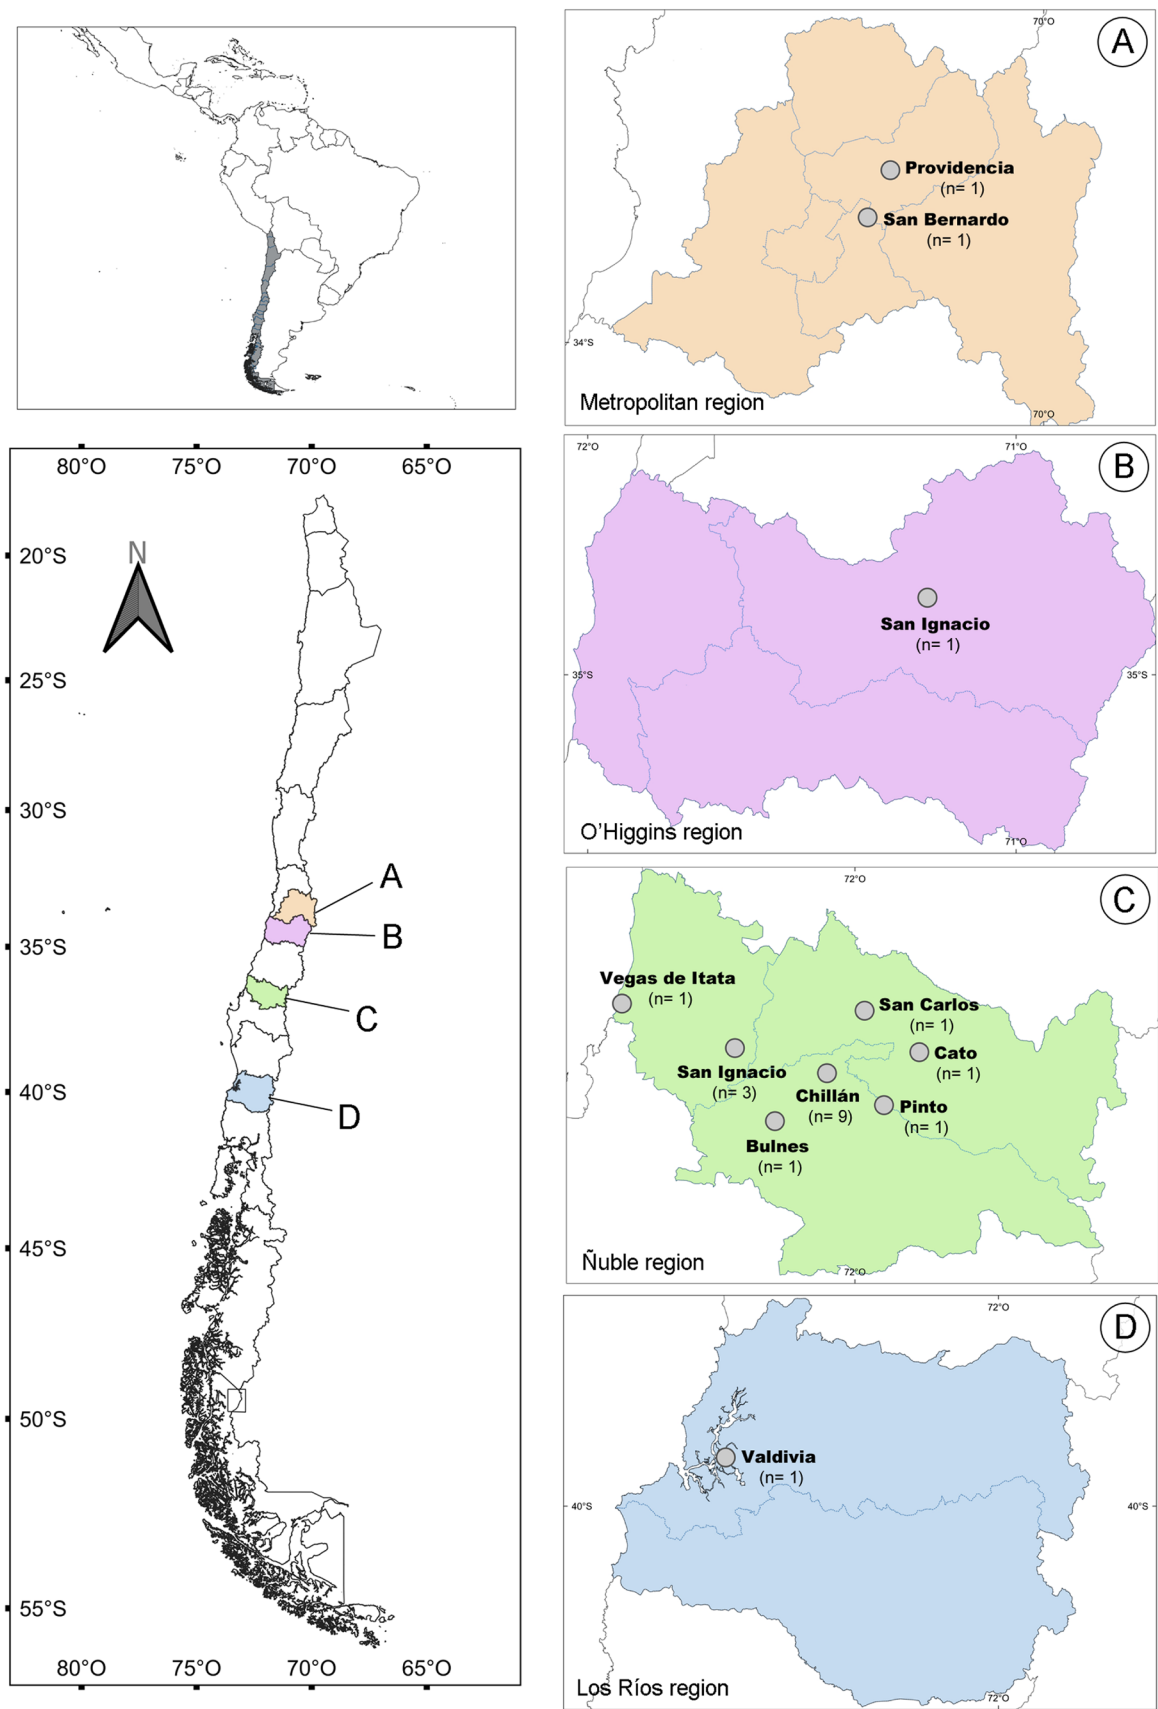 80°O 75°O 70°O 65°O
N
20°S
25°S
30°S
35°S
40°S
45°S
50°S
55°S
A
B
C
D
80°O 75°O 70°O 65°O
70°O
A
Providencia
(n= 1)
San Bernardo
(n= 1)
34°S
Metropolitan region
70°O
72°O
71°O
B
San Ignacio
(n= 1)
35°S
35°S
O'Higgins region
71°O
72°O
C
Vegas de Itata
(n= 1)
San Carlos
(n= 1)
Cato
(n= 1)
San Ignacio
(n= 3)
Chillán
(n= 9)
Pinto
(n= 1)
Bulnes
(n= 1)
Ñuble region
72°O
72°O
D
Valdivia
(n= 1)
40°S
40°S
Los Ríos region
72°O